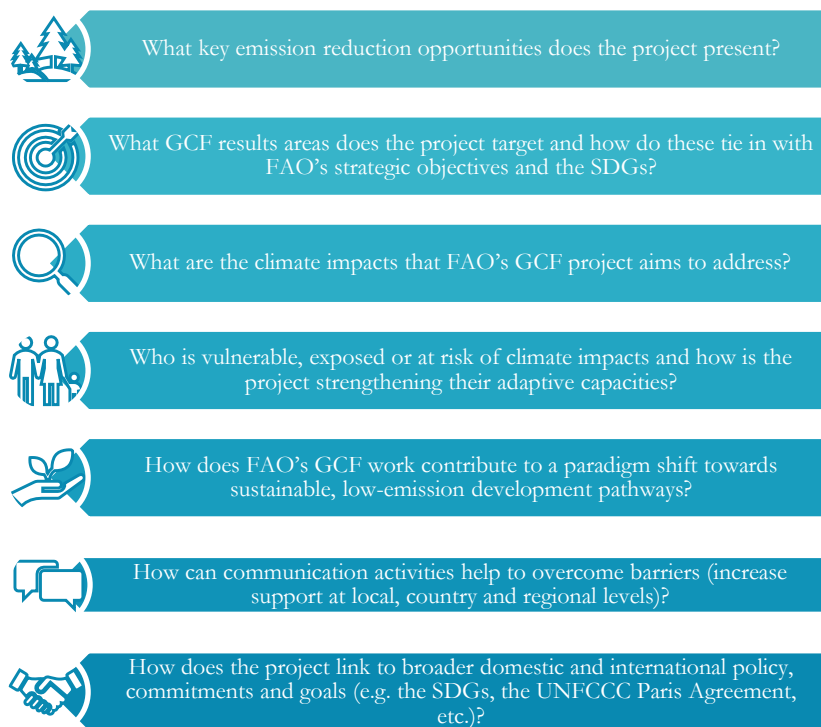 What key emission reduction opportunities does the project present?
What GCF results areas does the project target and how do these tie in with
FAO's strategic objectives and the SDGs?
What are the climate impacts that FAO's GCF project aims to address?
Who is vulnerable, exposed or at risk of climate impacts and how is the
project strengthening their adaptive capacities?
How does FAO's GCF work contribute to a paradigm shift towards
sustainable, low-emission development pathways?
How can communication activities help to overcome barriers (increase
support at local, country and regional levels)?
How does the project link to broader domestic and international policy,
commitments and goals (e.g. the SDGs, the UNFCCC Paris Agreement,
etc.)?